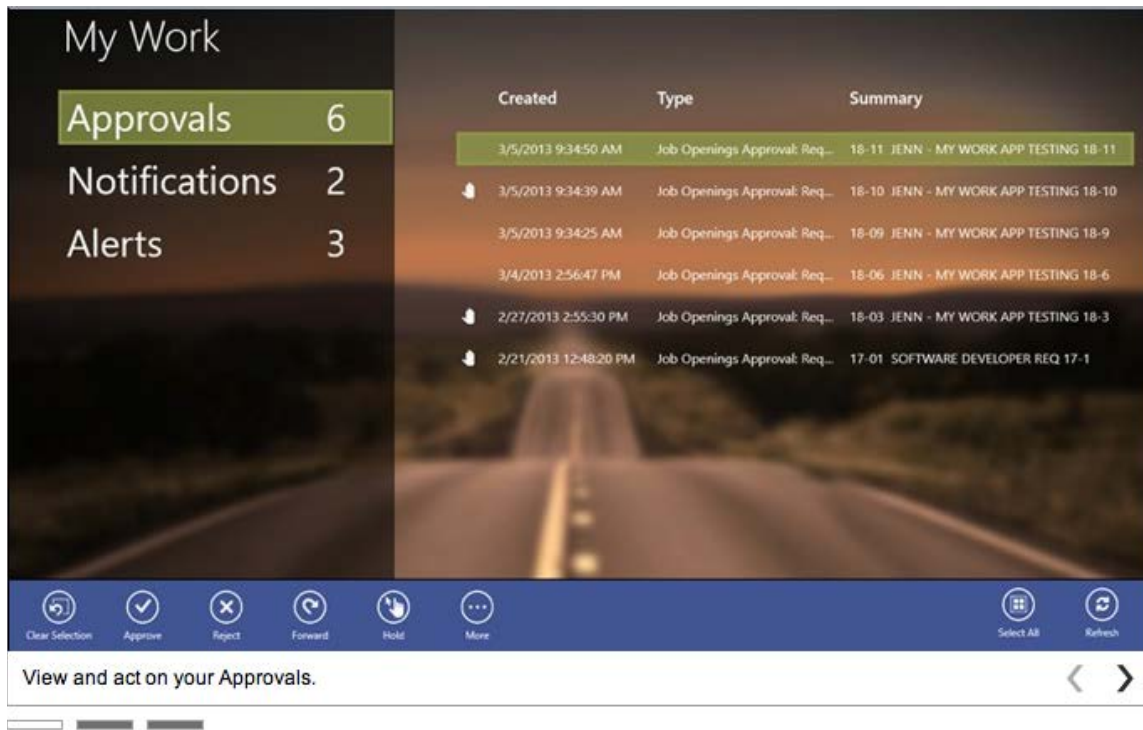 My Work
Approvals 6
Notifications 2
Alerts 3
Created Type Summary
3/5/2013 9:34:50 AM Job Openings Approval: Req... 18-11 JENN - MY WORK APP TESTING 18-11
3/5/2013 9:34:39 AM Job Openings Approval: Req... 18-10 JENN - MY WORK APP TESTING 18-10
3/5/2013 9:34:25 AM Job Openings Approval: Req... 18-09 JENN - MY WORK APP TESTING 18-9
3/4/2013 2:56:47 PM Job Openings Approval: Req... 18-06 JENN - MY WORK APP TESTING 18-6
2/27/2013 2:55:30 PM Job Openings Approval: Req... 18-03 JENN - MY WORK APP TESTING 18-3
2/21/2013 12:48:20 PM Job Openings Approval: Req... 17-01 SOFTWARE DEVELOPER REQ 17-1
Clear Selection Approve Reject Forward Hold More Select All Refresh
View and act on your Approvals.